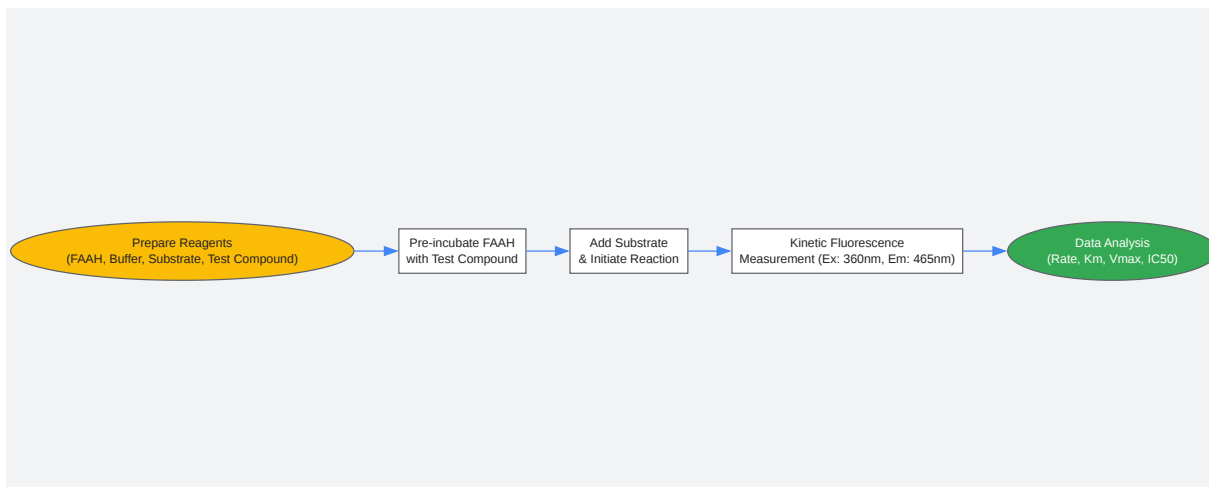 Prepare Reagents
(FAAH, Buffer, Substrate, Test Compound)
Pre-incubate FAAH
with Test Compound
Add Substrate
& Initiate Reaction
Kinetic Fluorescence
Measurement (Ex: 360nm, Em: 465nm)
Data Analysis
(Rate, Km, Vmax, IC50)